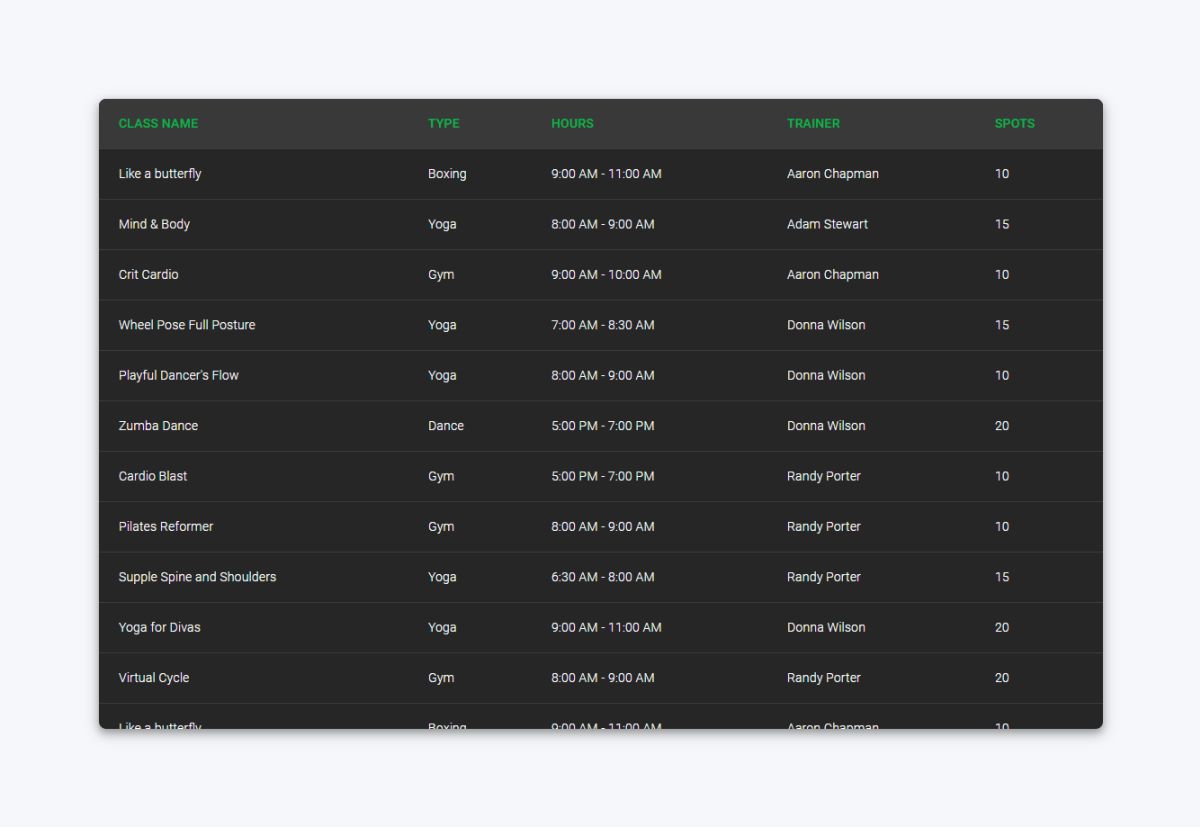 CLASS NAME TYPE HOURS TRAINER SPOTS
Like a butterfly Boxing 9:00 AM - 11:00 AM Aaron Chapman 10
Mind & Body Yoga 8:00 AM - 9:00 AM Adam Stewart 15
Crit Cardio Gym 9:00 AM - 10:00 AM Aaron Chapman 10
Wheel Pose Full Posture Yoga 7:00 AM - 8:30 AM Donna Wilson 15
Playful Dancer's Flow Yoga 8:00 AM - 9:00 AM Donna Wilson 10
Zumba Dance Dance 5:00 PM - 7:00 PM Donna Wilson 20
Cardio Blast Gym 5:00 PM - 7:00 PM Randy Porter 10
Pilates Reformer Gym 8:00 AM - 9:00 AM Randy Porter 10
Supple Spine and Shoulders Yoga 6:30 AM - 8:00 AM Randy Porter 15
Yoga for Divas Yoga 9:00 AM - 11:00 AM Donna Wilson 20
Virtual Cycle Gym 8:00 AM - 9:00 AM Randy Porter 20
Like a butterfly Boxing 9:00 AM - 11:00 AM Aaron Chapman 10